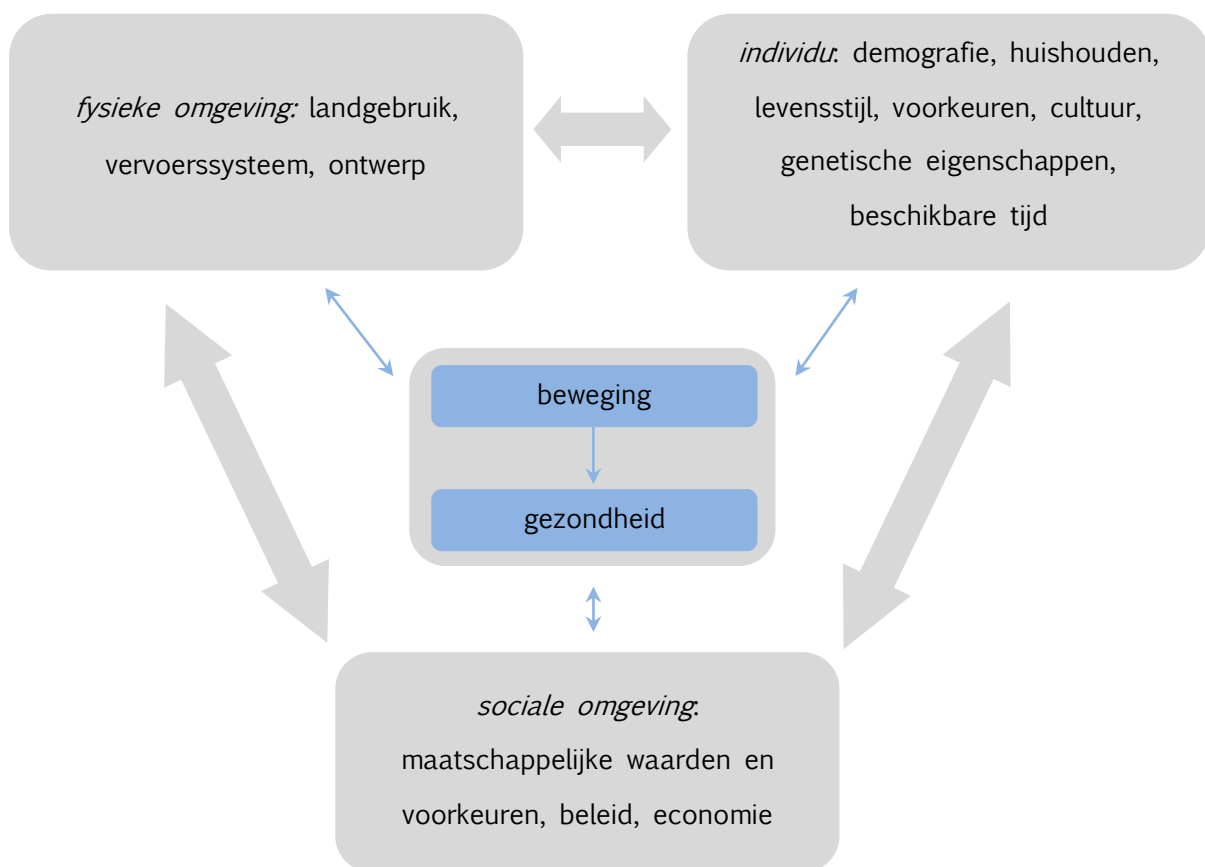 fysieke omgeving: landgebruik,
vervoerssysteem, ontwerp
individu: demografie, huishouden,
levensstijl, voorkeuren, cultuur,
genetische eigenschappen,
beschikbare tijd
beweging
gezondheid
sociale omgeving:
maatschappelijke waarden en
voorkeuren, beleid, economie